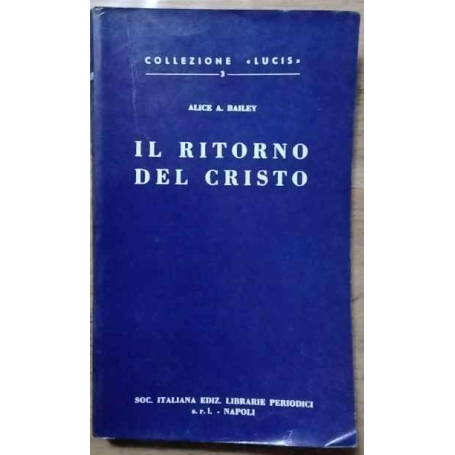 COLLEZIONE «LUCIS»
3
ALICE A. BAILEY
IL RITORNO
DEL CRISTO
SOC. ITALIANA EDIZ. LIBRARIE PERIODICI
s. r. l. - NAPOLI